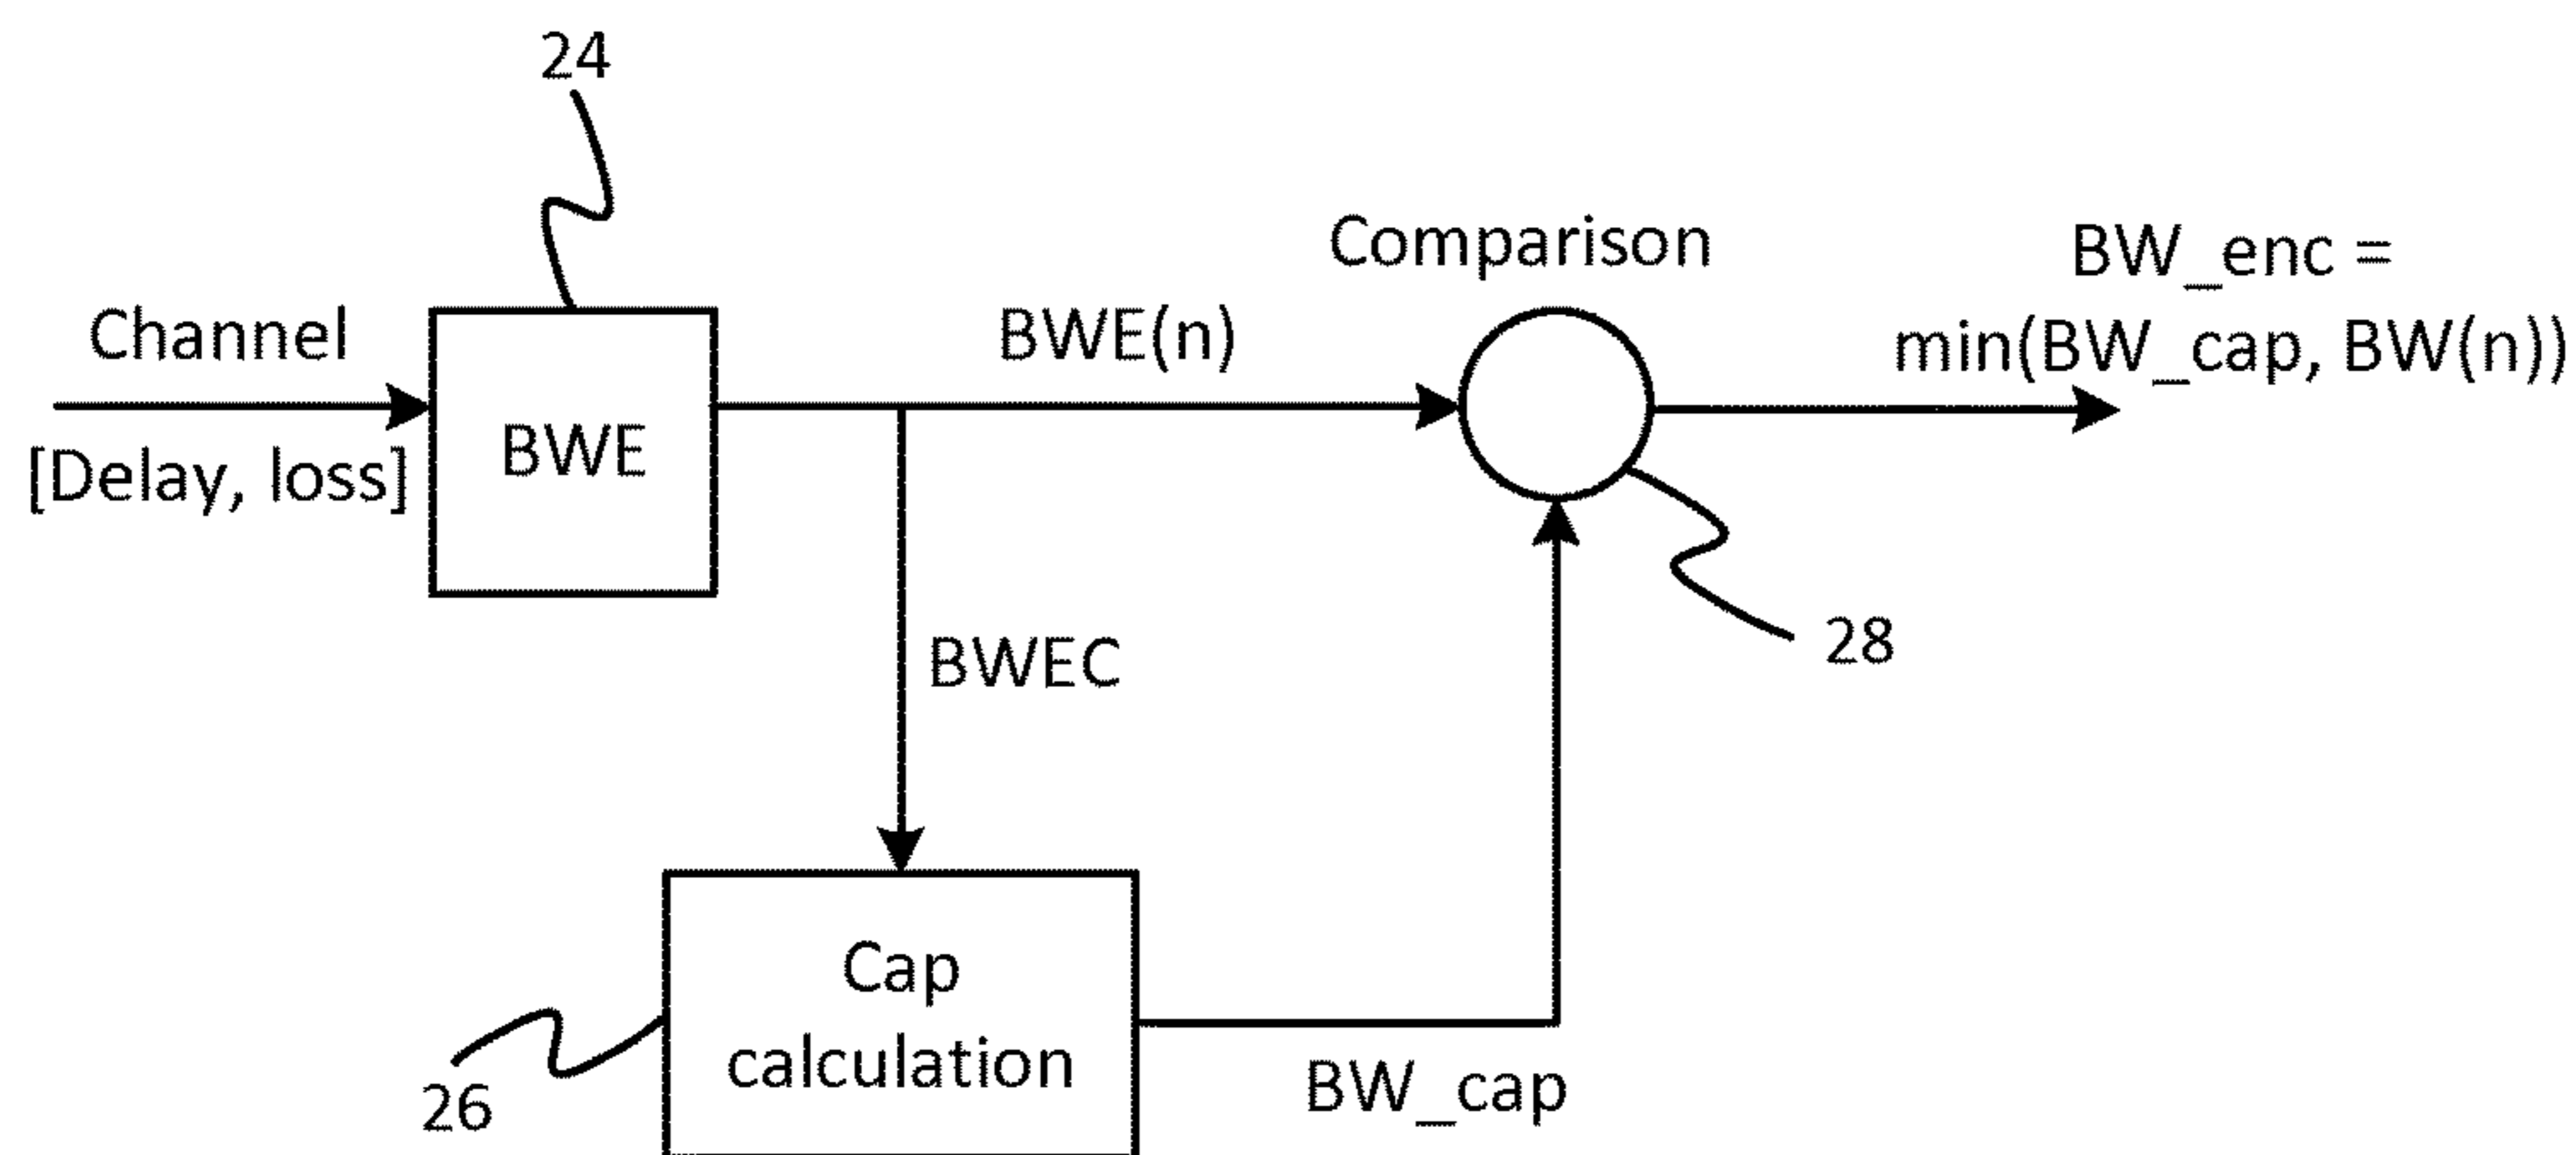 24
Comparison
BW_enc =
min(BW_cap, BW(n))
Channel
[Delay, loss]
BWE
BWE(n)
28
BWEC
Cap
calculation
26
BW_cap